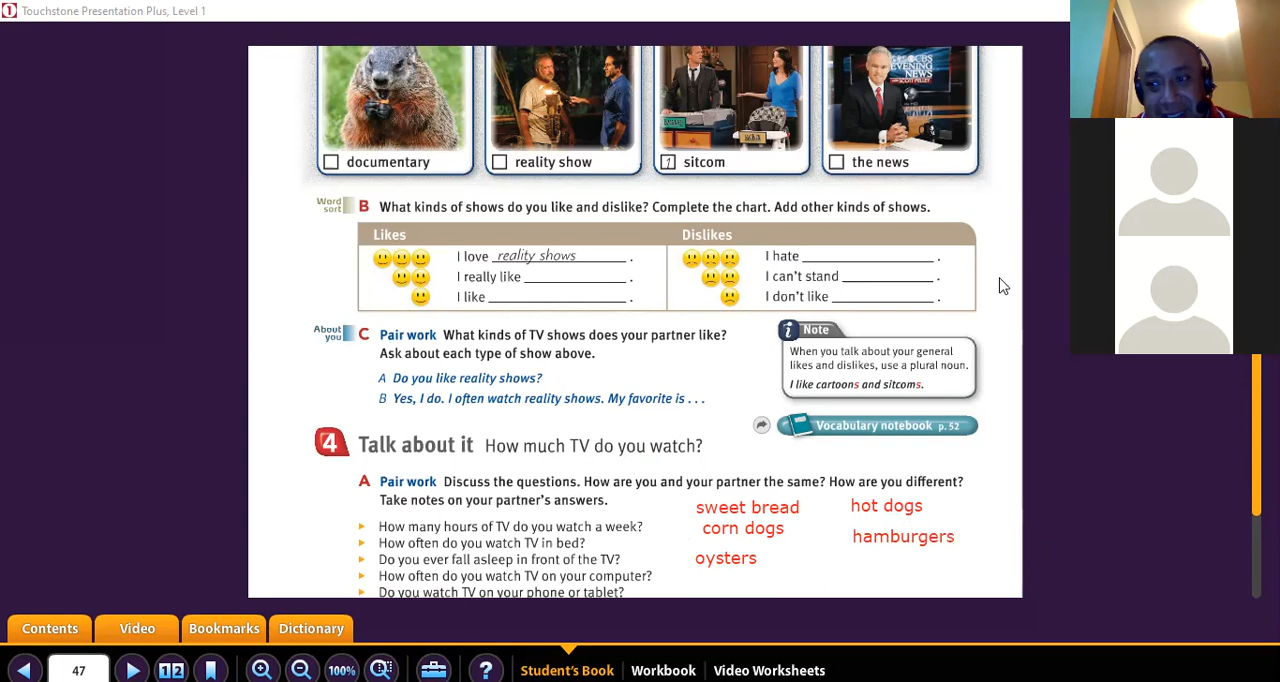 Touchstone Presentation Plus, Level 1
CBS
EVENING
NEWS
WITH SCOTT PELLEY
documentary
reality show
1 sitcom
the news
Word sort B What kinds of shows do you like and dislike? Complete the chart. Add other kinds of shows.
Likes Dislikes
I love reality shows . I hate .
I really like . I can't stand .
I like . I don't like .
About you C Pair work What kinds of TV shows does your partner like?
Ask about each type of show above.
A Do you like reality shows?
B Yes, I do. I often watch reality shows. My favorite is . . .
i Note
When you talk about your general
likes and dislikes, use a plural noun.
I like cartoons and sitcoms.
Vocabulary notebook p. 52
4 Talk about it How much TV do you watch?
A Pair work Discuss the questions. How are you and your partner the same? How are you different?
Take notes on your partner's answers.
How many hours of TV do you watch a week?
How often do you watch TV in bed?
Do you ever fall asleep in front of the TV?
How often do you watch TV on your computer?
Do you watch TV on your phone or tablet?
sweet bread
corn dogs
oysters
hot dogs
hamburgers
Contents Video Bookmarks Dictionary
47 12 100% ? Student's Book Workbook Video Worksheets